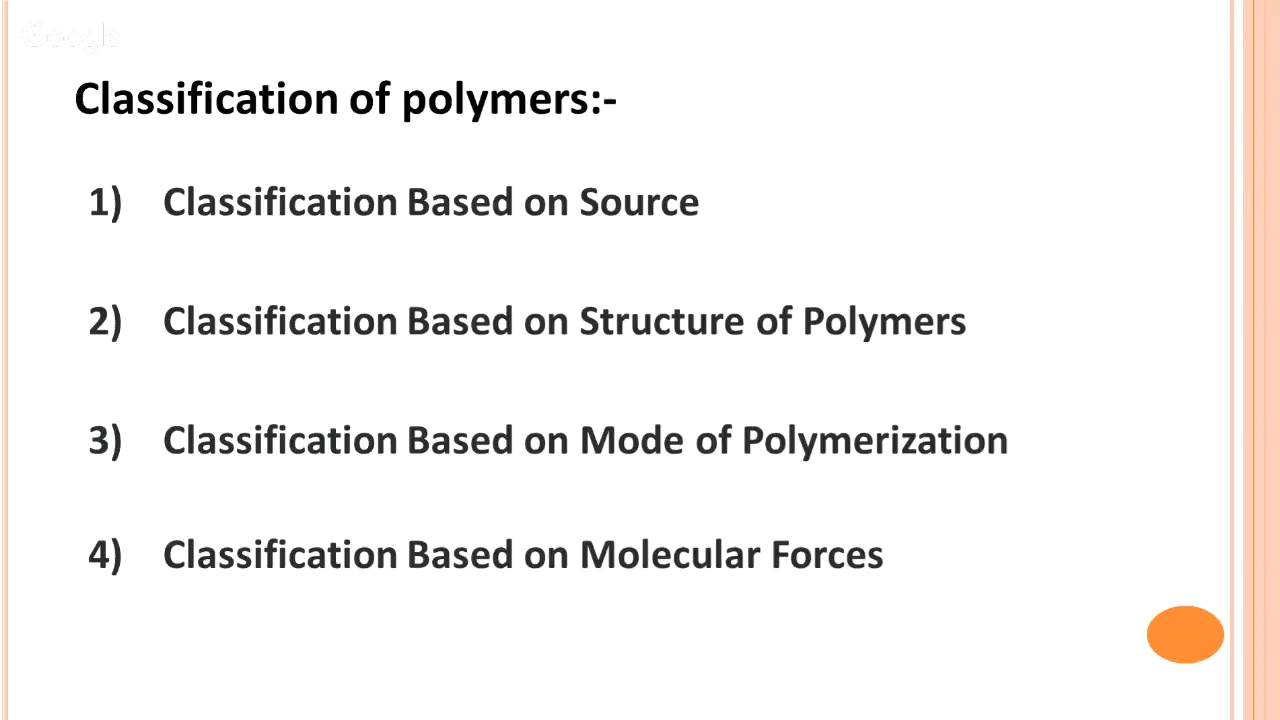 Google
Classification of polymers:-
1) Classification Based on Source
2) Classification Based on Structure of Polymers
3) Classification Based on Mode of Polymerization
4) Classification Based on Molecular Forces